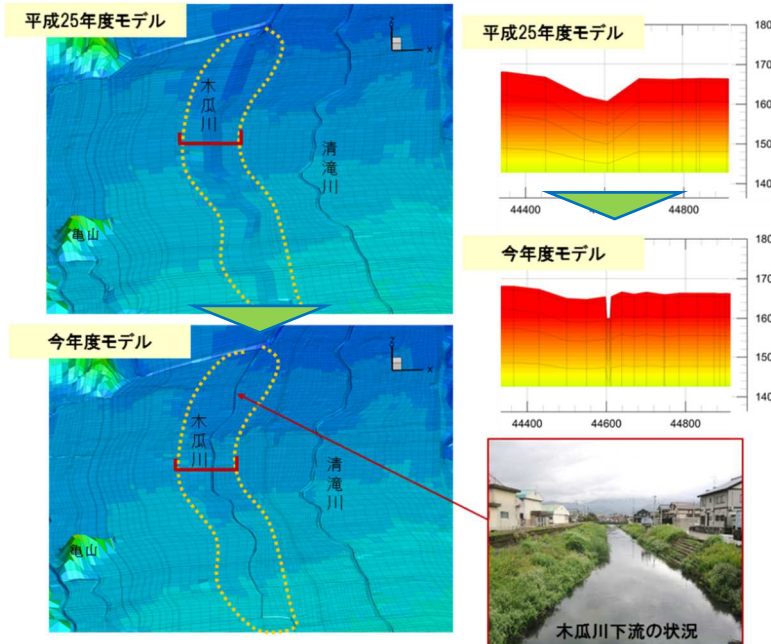 平成25年度モデル
木瓜川
清滝川
亀山
Z
X
今年度モデル
木瓜川
清滝川
亀山
Z
X
平成25年度モデル
180
170
160
150
140
44400
44800
今年度モデル
180
170
160
150
140
44400
44600
44800
木瓜川下流の状況